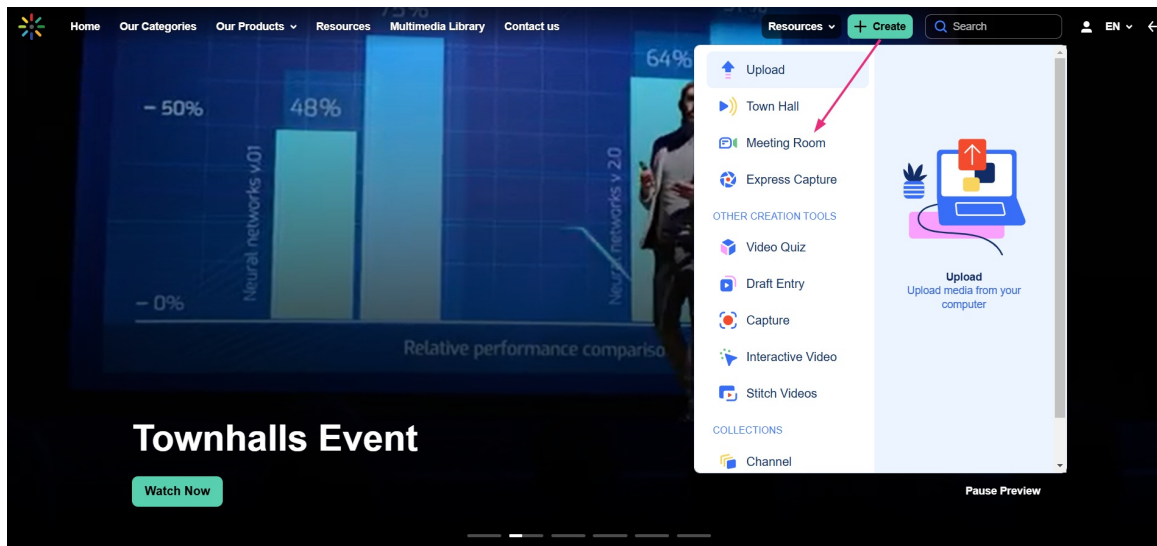 Home Our Categories Our Products Resources Multimedia Library Contact us Resources + Create Search EN
75%
64%
- 50%
48%
Neural networks v.01
Neural networks v 2.0
- 0%
Relative performance compariso
Upload
Town Hall
Meeting Room
Express Capture
OTHER CREATION TOOLS
Video Quiz
Draft Entry
Capture
Interactive Video
Stitch Videos
COLLECTIONS
Channel
Upload
Upload media from your
computer
Townhalls Event
Watch Now
Pause Preview